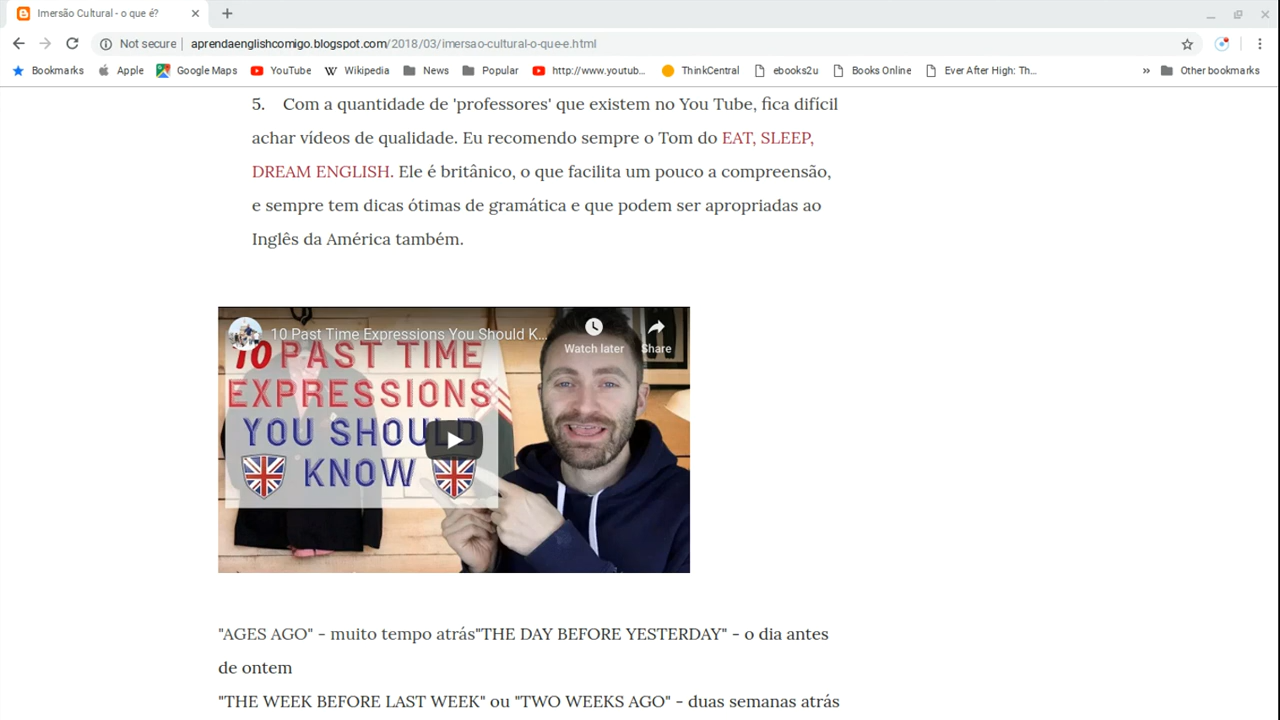 Imersão Cultural - o que é?
Not secure | aprendaenglishcomigo.blogspot.com/2018/03/imersao-cultural-o-que-e.html
Bookmarks Apple Google Maps YouTube Wikipedia News Popular http://www.youtub... ThinkCentral ebooks2u Books Online Ever After High: Th... » Other bookmarks
5. Com a quantidade de 'professores' que existem no You Tube, fica difícil
achar vídeos de qualidade. Eu recomendo sempre o Tom do EAT, SLEEP,
DREAM ENGLISH. Ele é britânico, o que facilita um pouco a compreensão,
e sempre tem dicas ótimas de gramática e que podem ser apropriadas ao
Inglês da América também.
10 Past Time Expressions You Should K...
Watch later Share
10 PAST TIME
EXPRESSIONS
YOU SHOULD
KNOW
"AGES AGO" - muito tempo atrás"THE DAY BEFORE YESTERDAY" - o dia antes
de ontem
"THE WEEK BEFORE LAST WEEK" ou "TWO WEEKS AGO" - duas semanas atrás